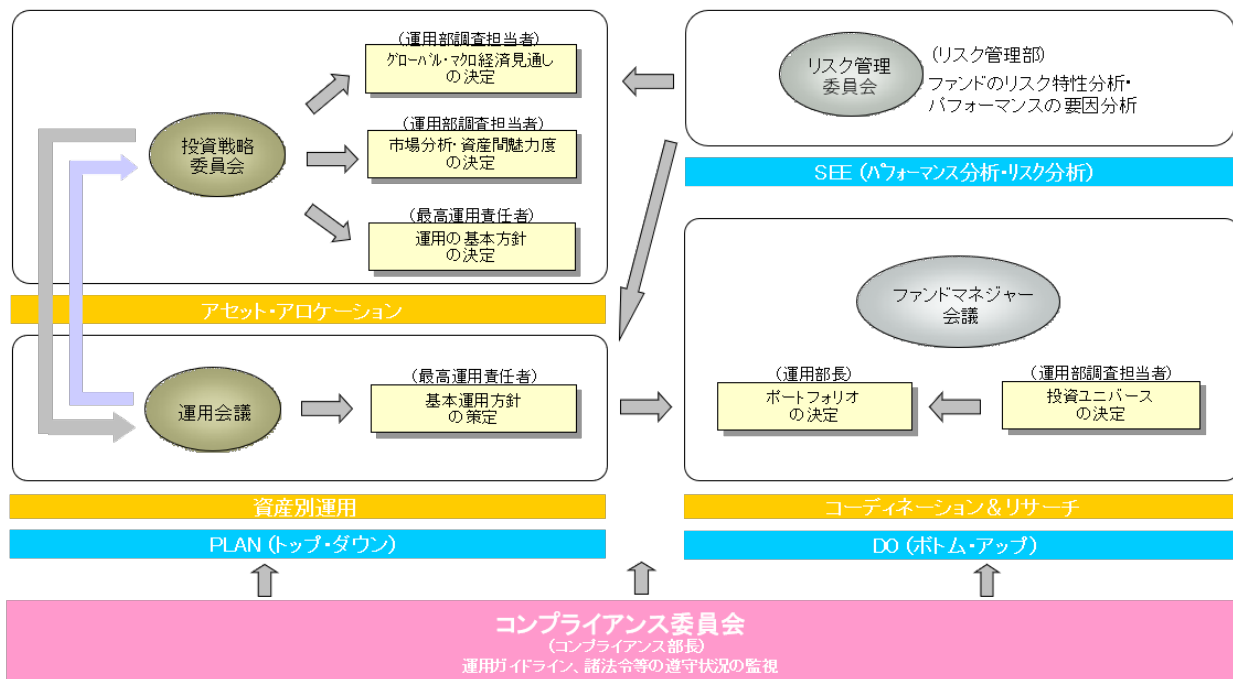 (運用部調査担当者)
グローバル・マクロ経済見通し
の決定
投資戦略
委員会
(運用部調査担当者)
市場分析・資産間魅力度
の決定
(最高運用責任者)
運用の基本方針
の決定
アセット・アロケーション
リスク管理
委員会
(リスク管理部)
ファンドのリスク特性分析・
パフォーマンスの要因分析
SEE (パフォーマンス分析・リスク分析)
運用会議
(最高運用責任者)
基本運用方針
の策定
資産別運用
PLAN (トップ・ダウン)
ファンドマネジャー
会議
(運用部長)
ポートフォリオ
の決定
(運用部調査担当者)
投資ユニバース
の決定
コーディネーション&リサーチ
DO (ボトム・アップ)
コンプライアンス委員会
(コンプライアンス部長)
運用ガイドライン、諸法令等の遵守状況の監視